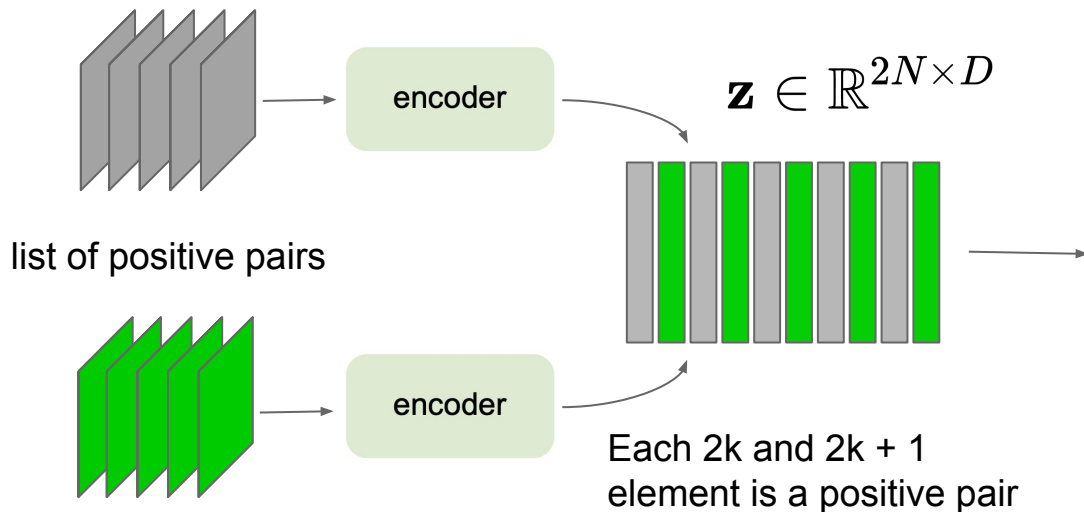 encoder
z ∈ ℝ^{2N×D}
list of positive pairs
encoder
Each 2k and 2k + 1
element is a positive pair